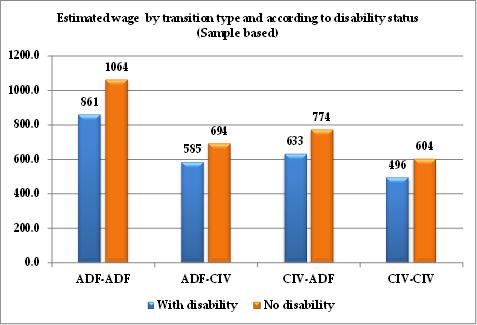 Estimated wage by transition type and according to disability status
(Sample based)
1200.0
1000.0
800.0
600.0
400.0
200.0
0.0
861
1064
585
694
633
774
496
604
ADF-ADF
ADF-CIV
CIV-ADF
CIV-CIV
With disability
No disability